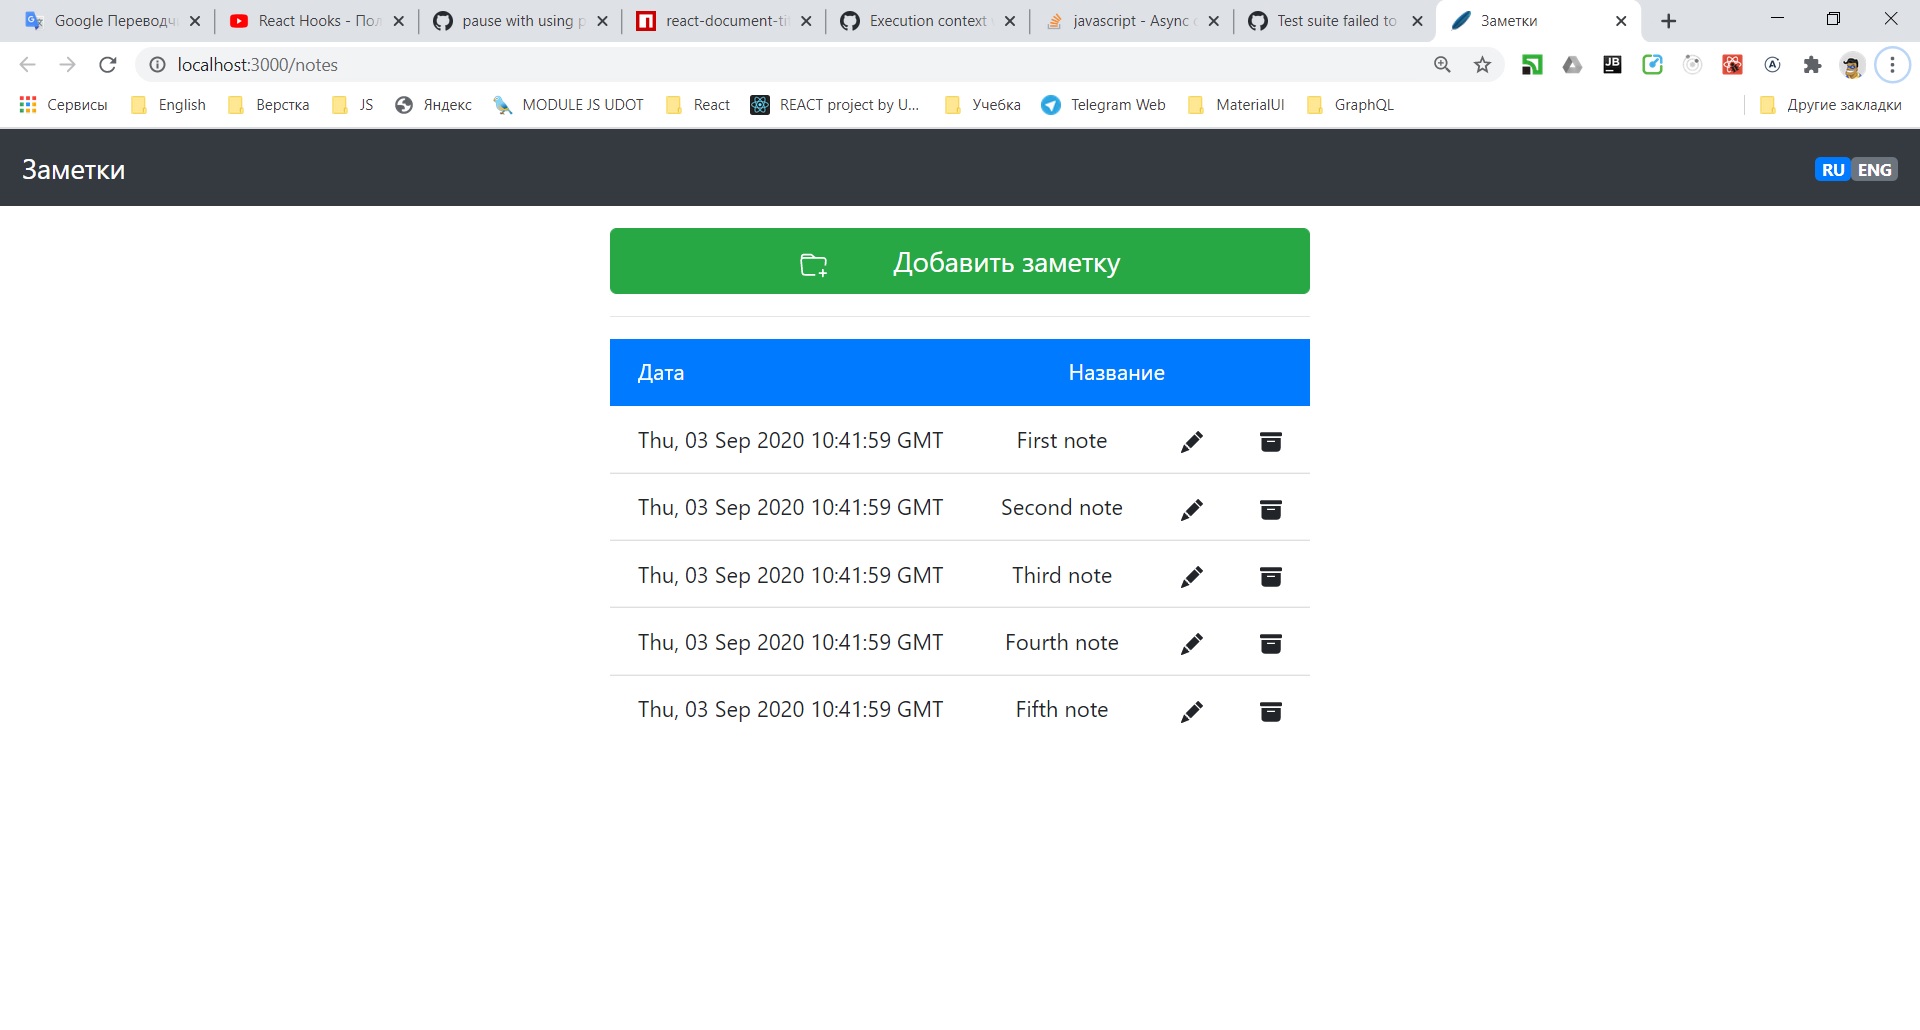 Google Переводч
React Hooks - Пол
pause with using p
react-document-tit
Execution context
javascript - Async
Test suite failed to
Заметки
localhost:3000/notes
Сервисы English Верстка JS Яндекс MODULE JS UDOT React REACT project by U... Учебка Telegram Web MaterialUI GraphQL Другие закладки
Заметки
RU ENG
Добавить заметку
Дата Название
Thu, 03 Sep 2020 10:41:59 GMT First note
Thu, 03 Sep 2020 10:41:59 GMT Second note
Thu, 03 Sep 2020 10:41:59 GMT Third note
Thu, 03 Sep 2020 10:41:59 GMT Fourth note
Thu, 03 Sep 2020 10:41:59 GMT Fifth note